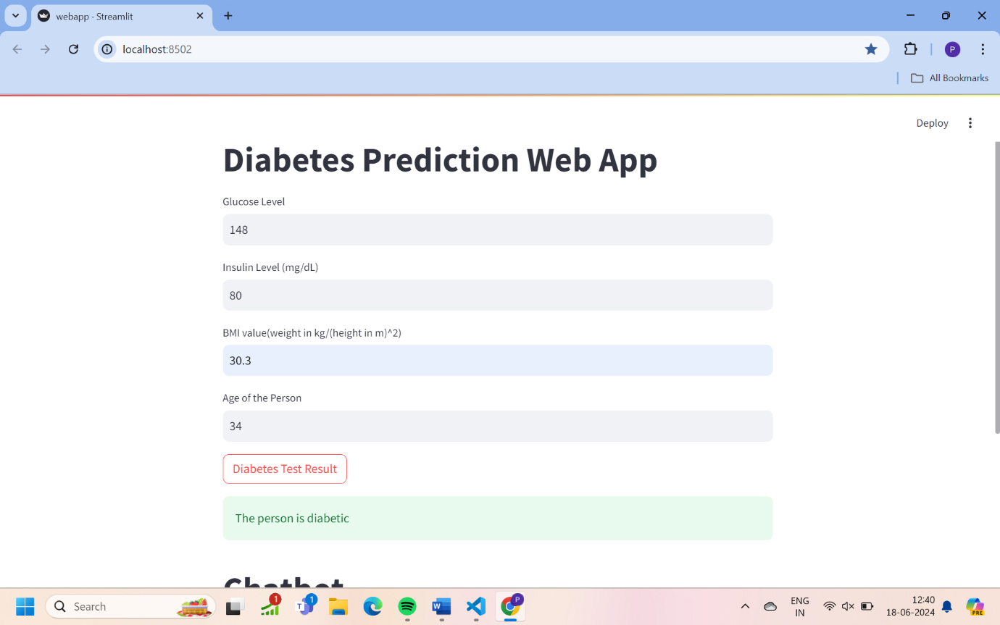 webapp · Streamlit
localhost:8502
P
All Bookmarks
Deploy
Diabetes Prediction Web App
Glucose Level
148
Insulin Level (mg/dL)
80
BMI value(weight in kg/(height in m)^2)
30.3
Age of the Person
34
Diabetes Test Result
The person is diabetic
Chatbot
Search
1
T
1
W
P
ENG
IN
12:40
18-06-2024
PRE